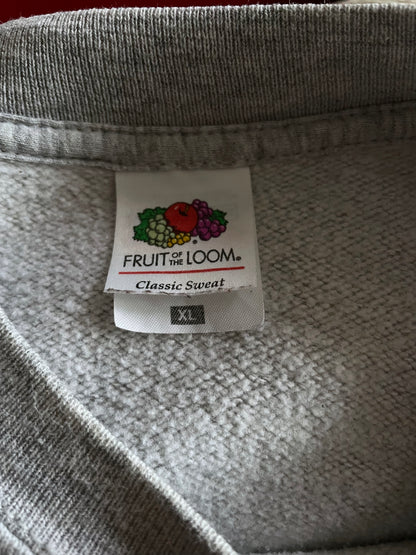 FRUIT OF THE LOOM®
Classic Sweat
XL